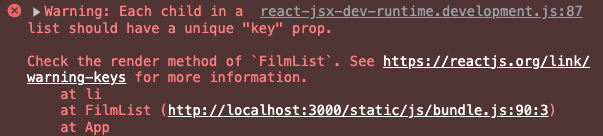 ▶Warning: Each child in a react-jsx-dev-runtime.development.js:87
list should have a unique "key" prop.
Check the render method of `FilmList`. See https://reactjs.org/link/
warning-keys for more information.
at li
at FilmList (http://localhost:3000/static/js/bundle.js:90:3)
at App